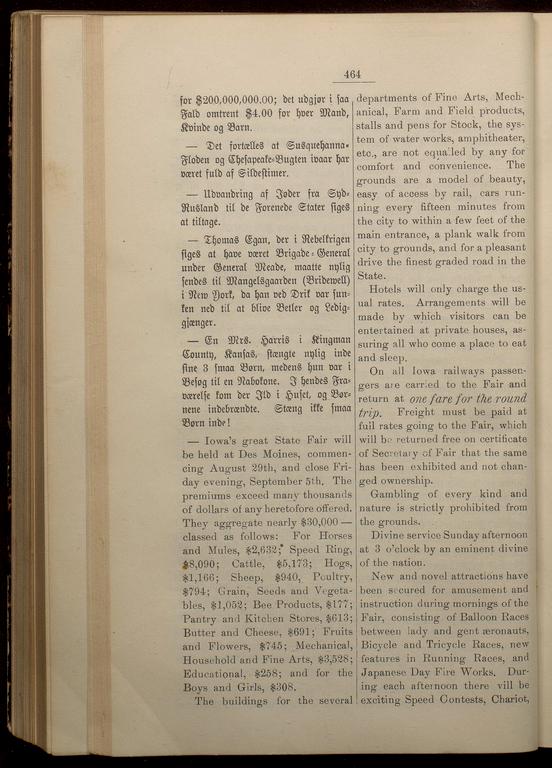 464
for $200,000,000.00; det udgjør i saa
Fald omtrent $4.00 for hver Mand,
Kvinde og Barn.
— Det fortælles at Susquehanna-
Floden og Chesapeake-Bugten ivaar har
været fuld af Sildestimer.
— Udvandring af Jøder fra Syd-
Rusland til de Forenede Stater siges
at tiltage.
— Thomas Egan, der i Rebelkrigen
siges at have været Brigade-General
under General Meade, maatte nylig
sendes til Mangelsgaarden (Bridewell)
i New York, da han ved Drik var sun-
ken ned til at blive Betler og Ledig-
gjænger.
— En Mrs. Harris i Kingman
County, Kansas, stængte nylig inde
sine 3 smaa Børn, medens hun var i
Besøg til en Nabokone. I hendes Fra-
værelse kom der Ild i Huset, og Bør-
nene indebrændte. Stæng ikke smaa
Børn inde!
— Iowa's great State Fair will
be held at Des Moines, commen-
cing August 29th, and close Fri-
day evening, September 5th. The
premiums exceed many thousands
of dollars of any heretofore offered.
They aggregate nearly $30,000 —
classed as follows: For Horses
and Mules, $2,632; Speed Ring,
$8,090; Cattle, $5,173; Hogs,
$1,166; Sheep, $940, Poultry,
$794; Grain, Seeds and Vegeta-
bles, $1,052; Bee Products, $177;
Pantry and Kitchen Stores, $613;
Butter and Cheese, $691; Fruits
and Flowers, $745; Mechanical,
Household and Fine Arts, $3,528;
Educational, $258; and for the
Boys and Girls, $308.
The buildings for the several
departments of Fine Arts, Mech-
anical, Farm and Field products,
stalls and pens for Stock, the sys-
tem of water works, amphitheater,
etc., are not equalled by any for
comfort and convenience. The
grounds are a model of beauty,
easy of access by rail, cars run-
ning every fifteen minutes from
the city to within a few feet of the
main entrance, a plank walk from
city to grounds, and for a pleasant
drive the finest graded road in the
State.
Hotels will only charge the us-
ual rates. Arrangements will be
made by which visitors can be
entertained at private houses, as-
suring all who come a place to eat
and sleep.
On all Iowa railways passen-
gers are carried to the Fair and
return at one fare for the round
trip. Freight must be paid at
full rates going to the Fair, which
will be returned free on certificate
of Secretary of Fair that the same
has been exhibited and not chan-
ged ownership.
Gambling of every kind and
nature is strictly prohibited from
the grounds.
Divine service Sunday afternoon
at 3 o'clock by an eminent divine
of the nation.
New and novel attractions have
been secured for amusement and
instruction during mornings of the
Fair, consisting of Balloon Races
between lady and gent æronauts,
Bicycle and Tricycle Races, new
features in Running Races, and
Japanese Day Fire Works. Dur-
ing each afternoon there vill be
exciting Speed Contests, Chariot,